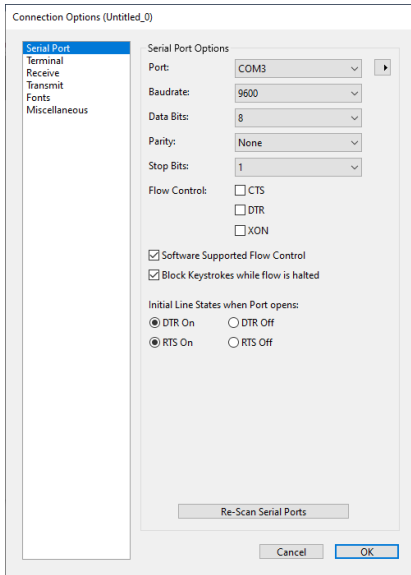 Connection Options (Untitled_0)
Serial Port
Terminal
Receive
Transmit
Fonts
Miscellaneous
Serial Port Options
Port: COM3
Baudrate: 9600
Data Bits: 8
Parity: None
Stop Bits: 1
Flow Control: CTS
DTR
XON
Software Supported Flow Control
Block Keystrokes while flow is halted
Initial Line States when Port opens:
DTR On DTR Off
RTS On RTS Off
Re-Scan Serial Ports
Cancel OK